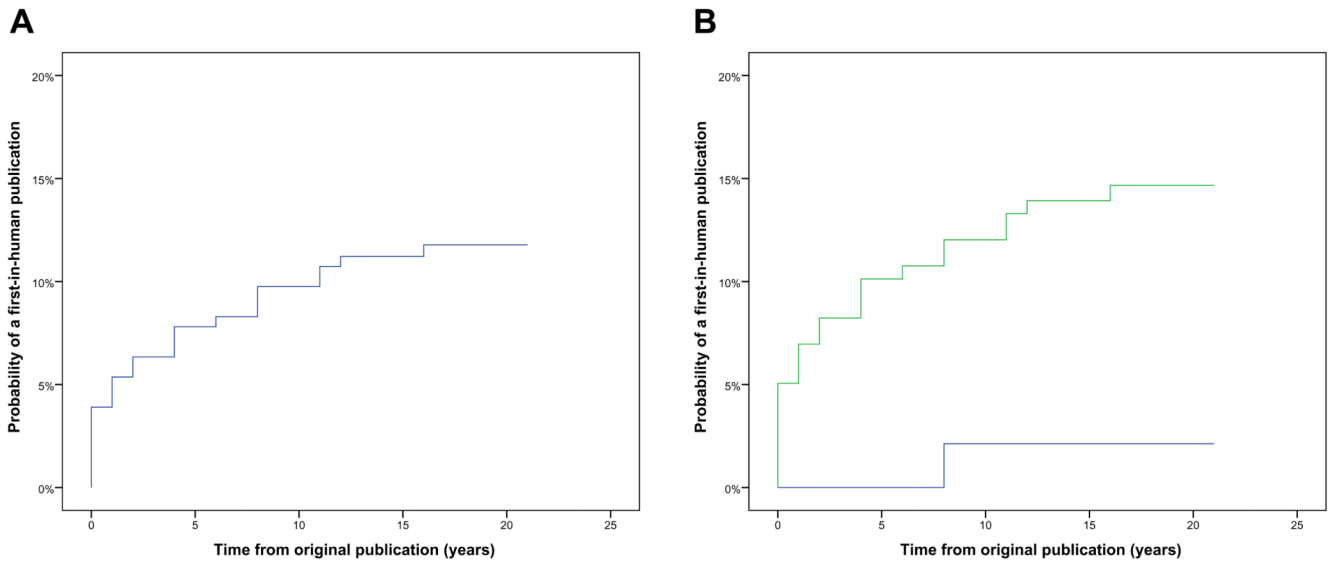 A
Probability of a first-in-human publication
20%
15%
10%
5%
0%
0 5 10 15 20 25
Time from original publication (years)
B
Probability of a first-in-human publication
20%
15%
10%
5%
0%
0 5 10 15 20 25
Time from original publication (years)